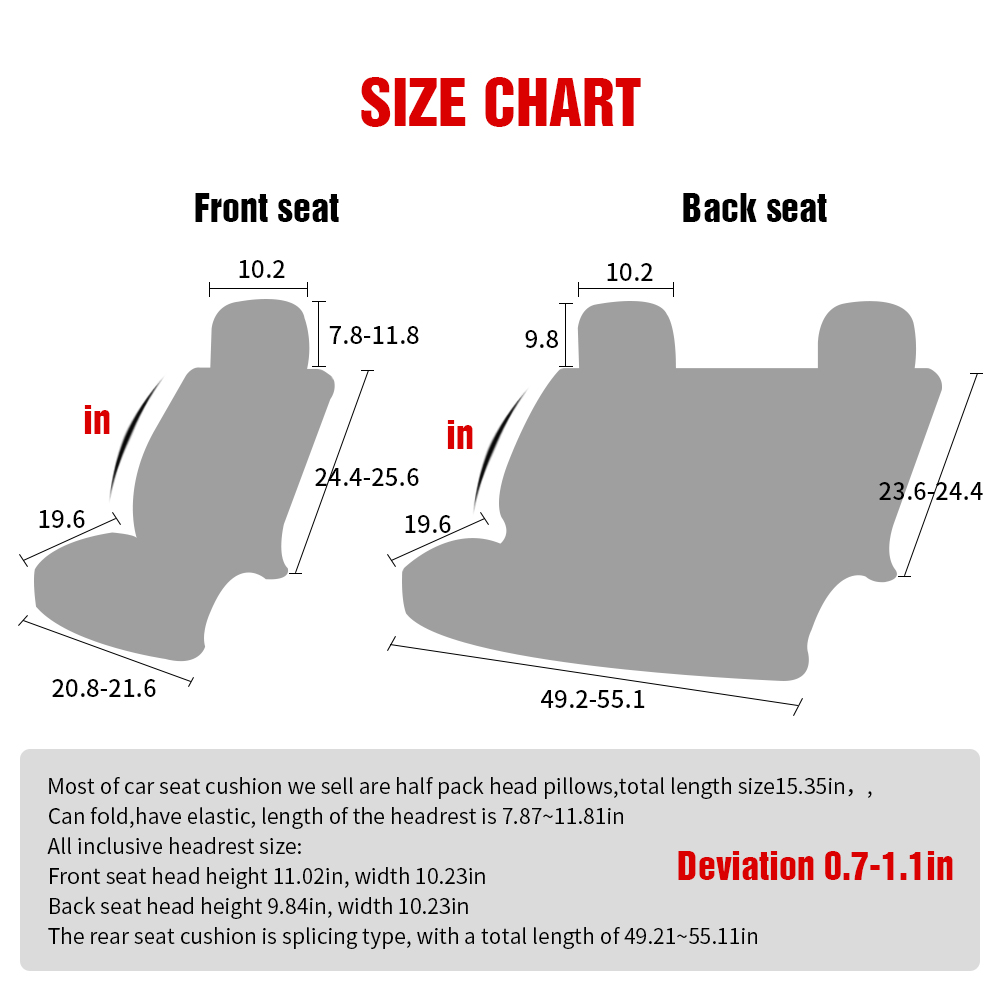 SIZE CHART
Front seat
Back seat
10.2
10.2
7.8-11.8
9.8
in
in
24.4-25.6
23.6-24.4
19.6
19.6
20.8-21.6
49.2-55.1
Most of car seat cushion we sell are half pack head pillows,total length size15.35in，,
Can fold,have elastic, length of the headrest is 7.87~11.81in
All inclusive headrest size:
Front seat head height 11.02in, width 10.23in
Back seat head height 9.84in, width 10.23in
The rear seat cushion is splicing type, with a total length of 49.21~55.11in
Deviation 0.7-1.1in